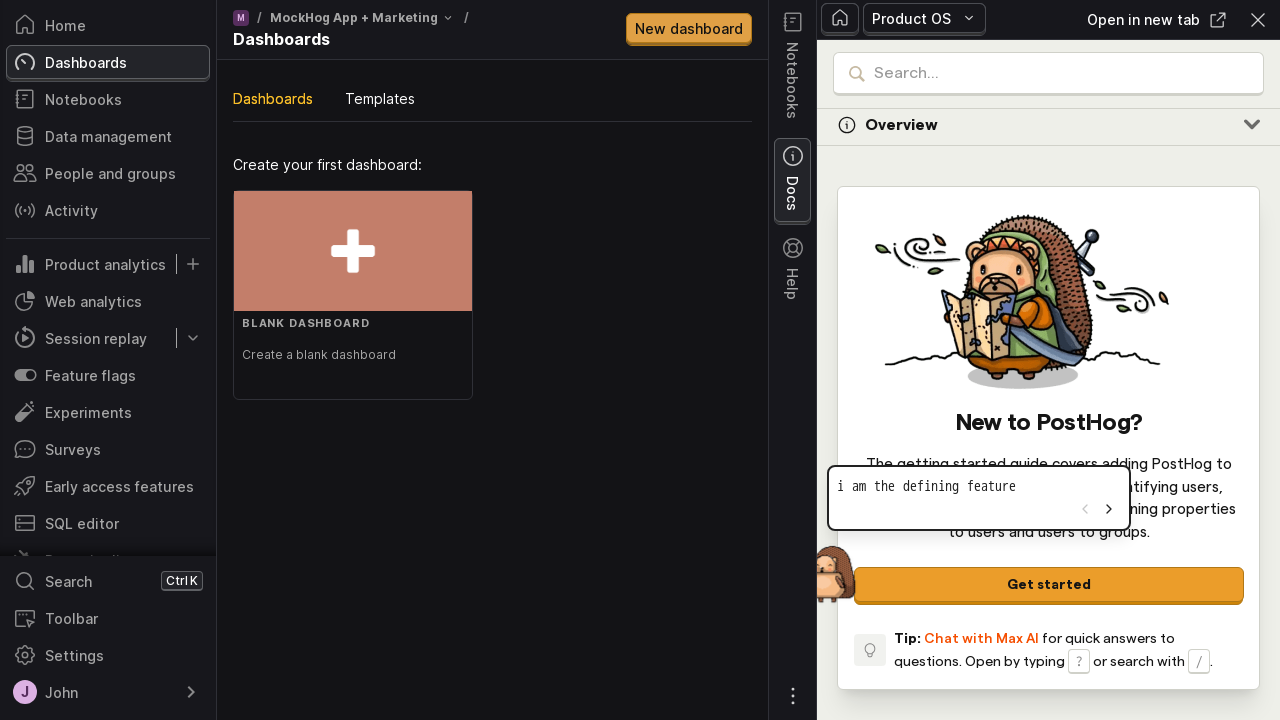 Home
Dashboards
Notebooks
Data management
People and groups
Activity
Product analytics
Web analytics
Session replay
Feature flags
Experiments
Surveys
Early access features
SQL editor
Search
Ctrl K
Toolbar
Settings
J
John
M / MockHog App + Marketing /
Dashboards
New dashboard
Dashboards
Templates
Create your first dashboard:
BLANK DASHBOARD
Create a blank dashboard
Notebooks
Docs
Help
Product OS
Open in new tab
Search...
Overview
New to PostHog?
The getting started guide covers adding PostHog to
ntifying users,
ning properties
to users and users to groups.
i am the defining feature
Get started
Tip: Chat with Max AI for quick answers to
questions. Open by typing ? or search with / .